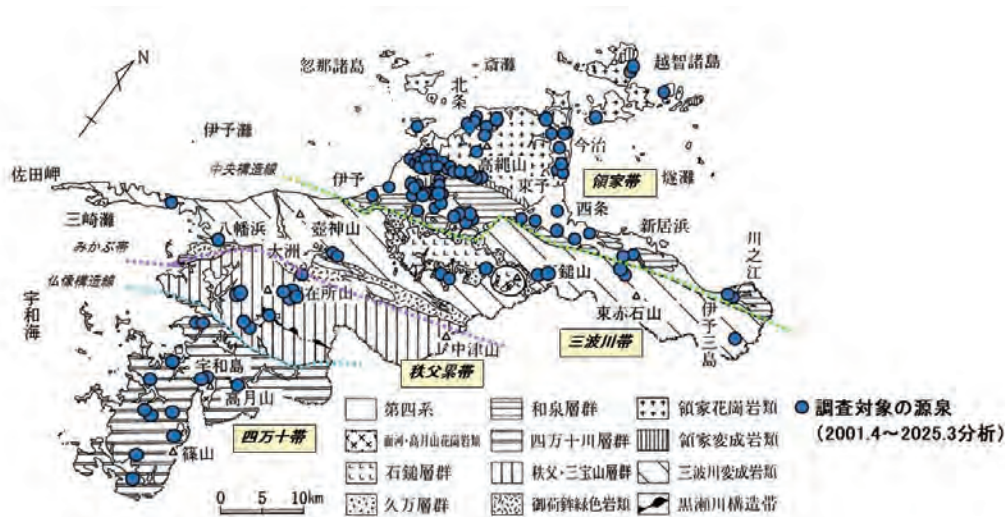 N
忽那諸島
斎灘
越智諸島
北条
伊予灘
今治
高縄山
佐田岬
中央構造線
伊予
東予
領家帯
燧灘
三崎灘
西条
八幡浜
壺神山
新居浜
みかぶ帯
大洲
川之江
仏像構造線
在所山
東赤石山
宇和海
中津山
三波川帯
伊予三島
秩父累帯
宇和島
高月山
四万十帯
篠山
0 5 10km
第四系
和泉層群
領家花崗岩類
面河・高月山花崗岩類
四万十川層群
領家変成岩類
石鎚層群
秩父・三宝山層群
三波川変成岩類
久万層群
御荷鉾緑色岩類
黒瀬川構造帯
調査対象の源泉
(2001.4~2025.3分析)